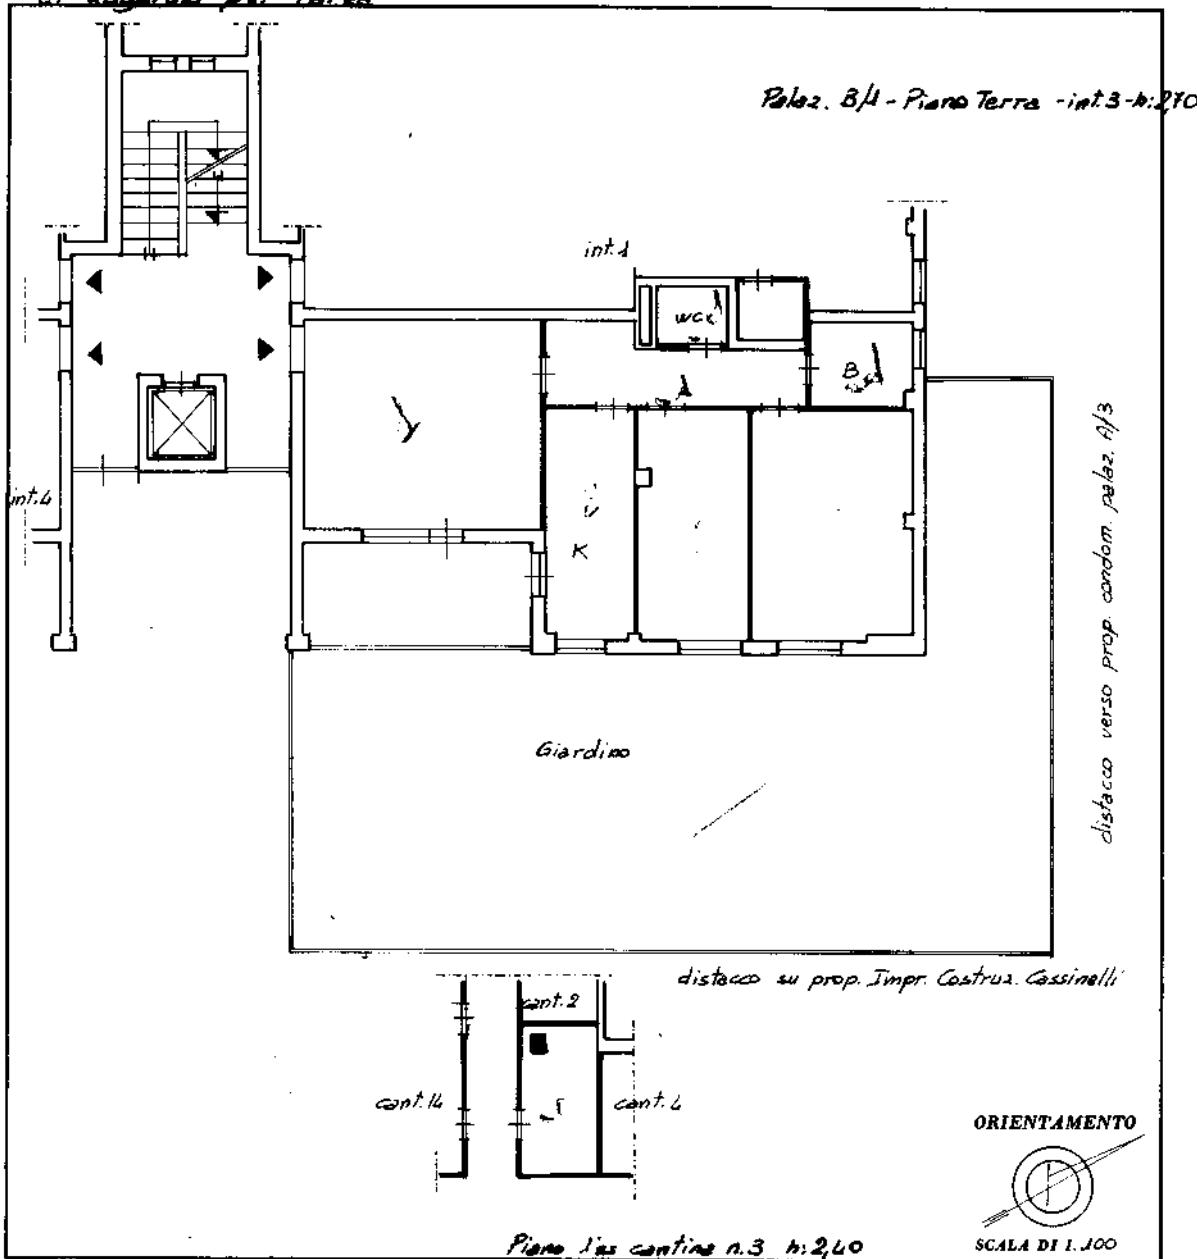 Palaz. B/1 - Piano Terra - int.3 - h:2,70
int.1
wc
B
A
int.4
K
distacco verso prop. condom. palaz. A/3
Giardino
distacco su prop. Impr. Costruz. Cassinelli
cant.2
cant.14
cant.4
ORIENTAMENTO
SCALA DI 1:100
Piano cantina n.3 h:2,40